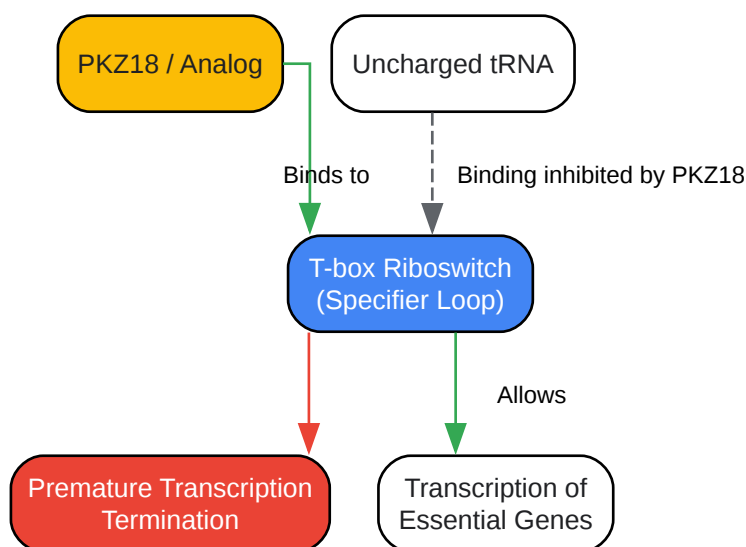 PKZ18 / Analog
Uncharged tRNA
Binds to
Binding inhibited by PKZ18
T-box Riboswitch
(Specifier Loop)
Allows
Premature Transcription
Termination
Transcription of
Essential Genes